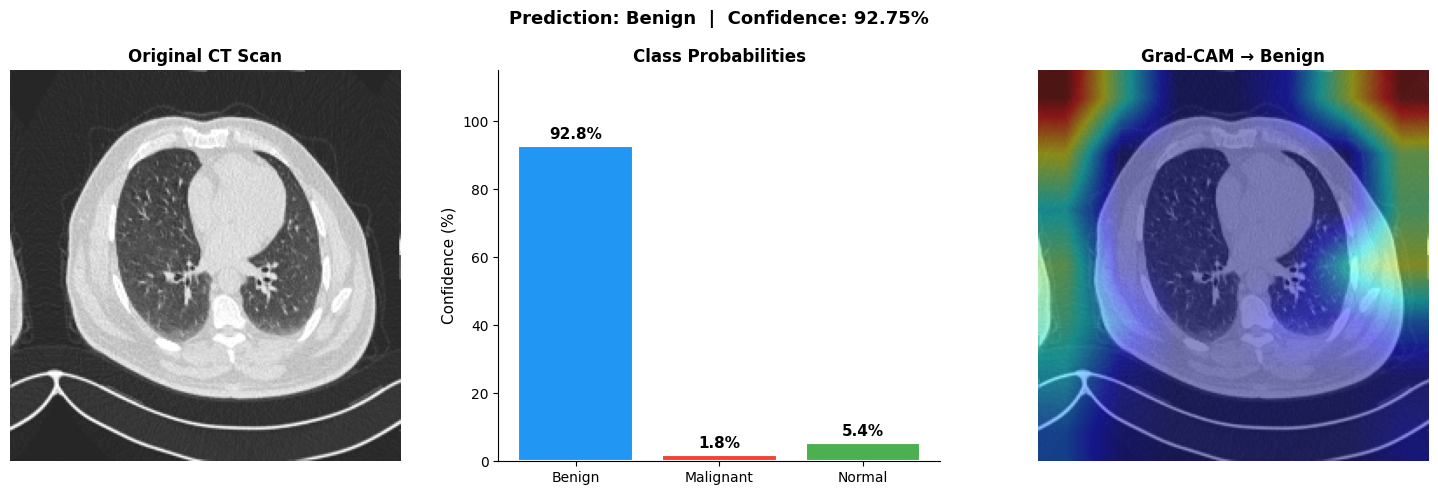 Prediction: Benign  |  Confidence: 92.75%
Original CT Scan
Class Probabilities
Grad-CAM → Benign
Confidence (%)
100
80
60
40
20
0
92.8%
1.8%
5.4%
Benign
Malignant
Normal